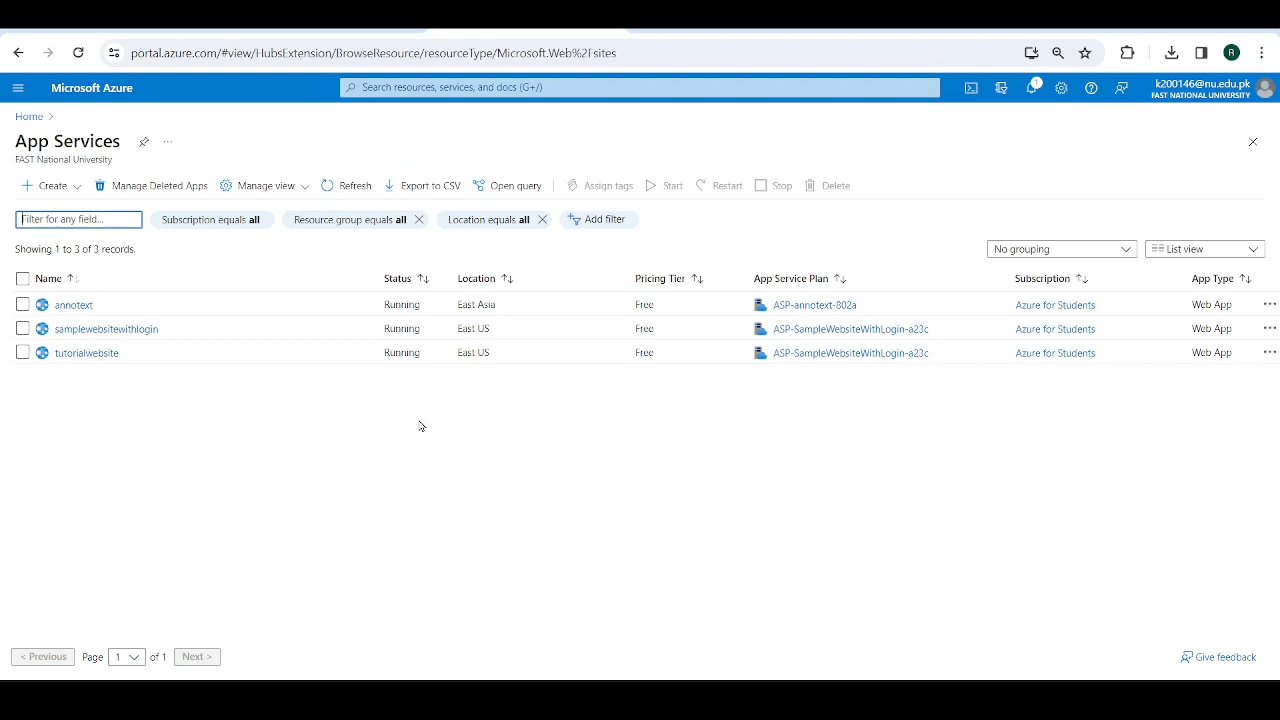 portal.azure.com/#view/HubsExtension/BrowseResource/resourceType/Microsoft.Web%2Fsites
R
Microsoft Azure
Search resources, services, and docs (G+/)
1
k200146@nu.edu.pk
FAST NATIONAL UNIVERSITY
Home >
App Services
FAST National University
Create
Manage Deleted Apps
Manage view
Refresh
Export to CSV
Open query
Assign tags
Start
Restart
Stop
Delete
Filter for any field...
Subscription equals all
Resource group equals all
Location equals all
Add filter
Showing 1 to 3 of 3 records.
No grouping
List view
Name Status Location Pricing Tier App Service Plan Subscription App Type
annotext Running East Asia Free ASP-annotext-802a Azure for Students Web App
samplewebsitewithlogin Running East US Free ASP-SampleWebsiteWithLogin-a23c Azure for Students Web App
tutorialwebsite Running East US Free ASP-SampleWebsiteWithLogin-a23c Azure for Students Web App
< Previous Page 1 of 1 Next >
Give feedback